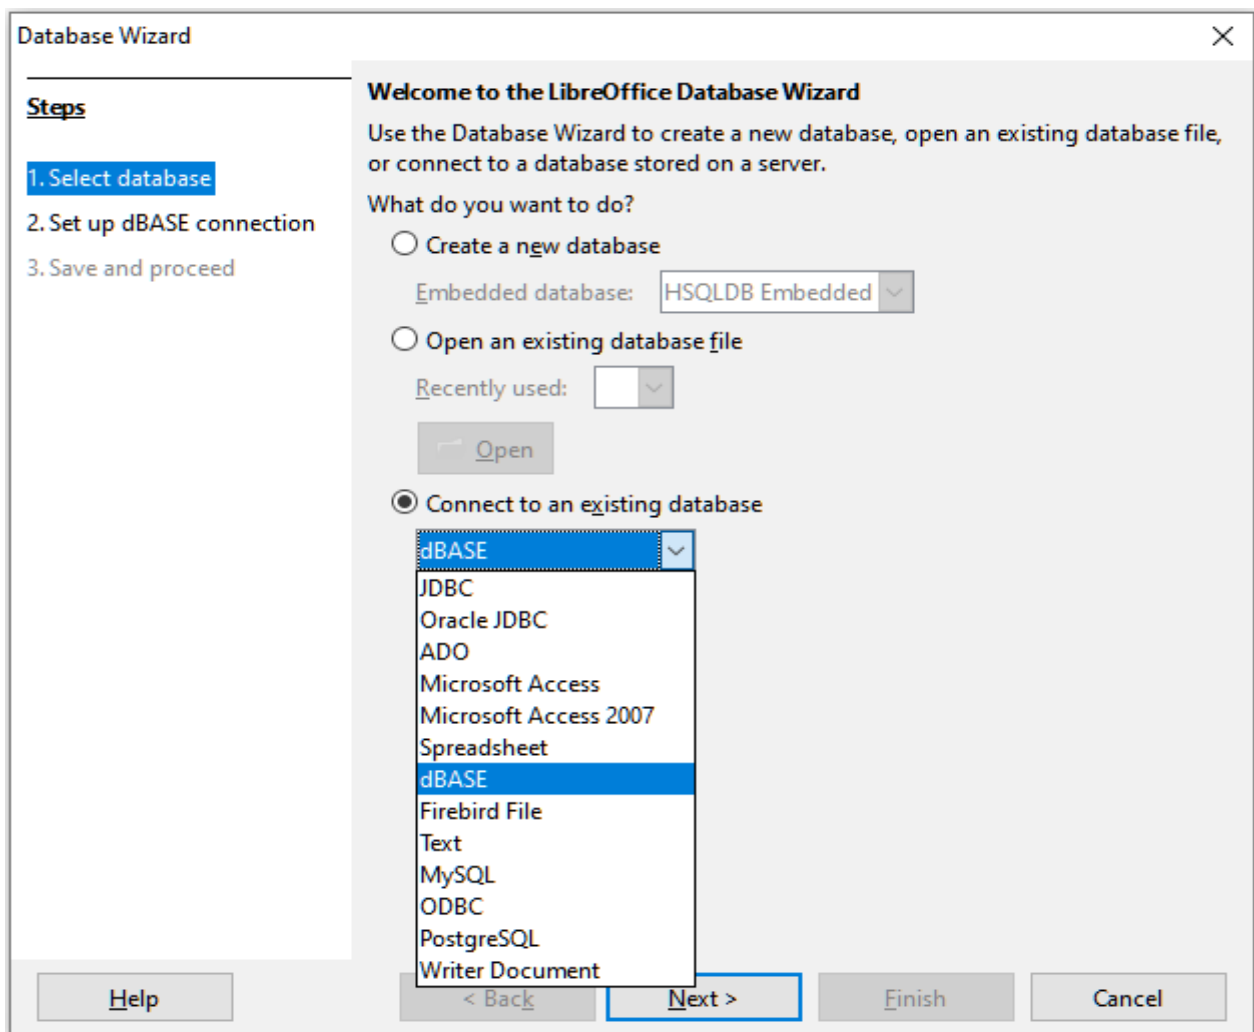 Database Wizard
Steps
1. Select database
2. Set up dBASE connection
3. Save and proceed
Welcome to the LibreOffice Database Wizard
Use the Database Wizard to create a new database, open an existing database file,
or connect to a database stored on a server.
What do you want to do?
Create a new database
Embedded database: HSQLDB Embedded
Open an existing database file
Recently used:
Open
Connect to an existing database
dBASE
JDBC
Oracle JDBC
ADO
Microsoft Access
Microsoft Access 2007
Spreadsheet
dBASE
Firebird File
Text
MySQL
ODBC
PostgreSQL
Writer Document
Help < Back Next > Finish Cancel